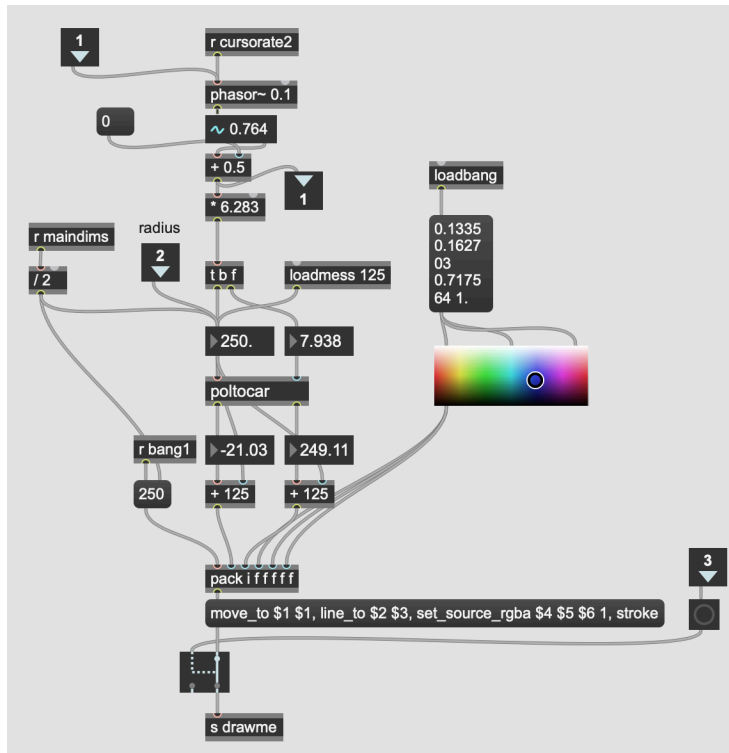 1
r cursorate2
phasor~ 0.1
0
0.764
+ 0.5
1
* 6.283
loadbang
0.1335
0.1627
03
0.7175
64 1.
r maindims
radius
2
/ 2
t b f
loadmess 125
250.
7.938
poltocar
r bang1
-21.03
249.11
250
+ 125
+ 125
pack i f f f f f
3
move_to $1 $1, line_to $2 $3, set_source_rgba $4 $5 $6 1, stroke
s drawme